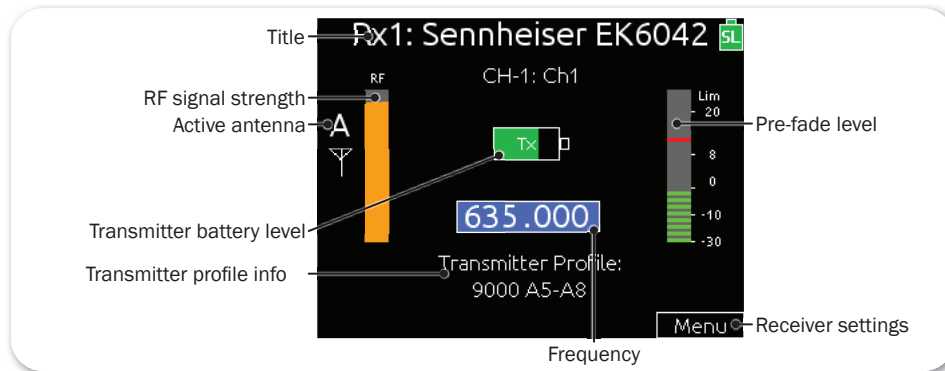 Title
Rx1: Sennheiser EK6042
SL
RF
CH-1: Ch1
RF signal strength
Lim
20
Active antenna
A
Pre-fade level
Tx
8
0
635.000
-10
Transmitter battery level
-30
Transmitter profile info
Transmitter Profile:
9000 A5-A8
Menu
Receiver settings
Frequency